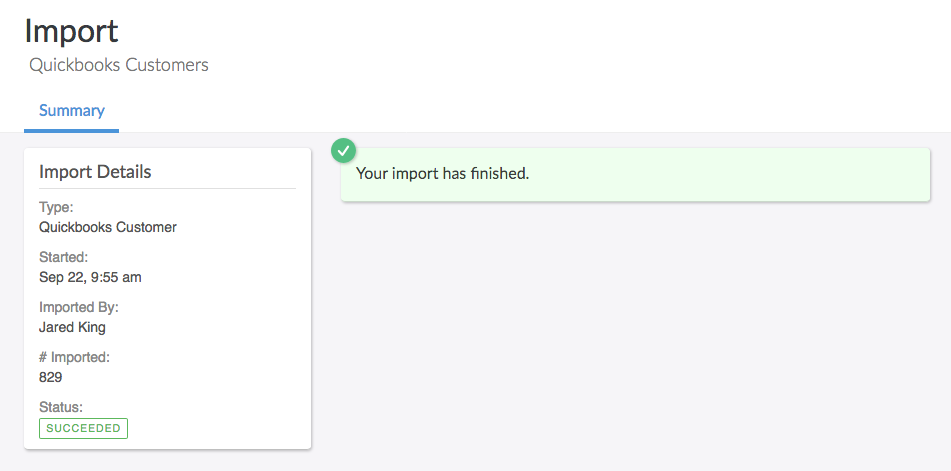 Import
Quickbooks Customers
Summary
Import Details
Type:
Quickbooks Customer
Started:
Sep 22, 9:55 am
Imported By:
Jared King
# Imported:
829
Status:
SUCCEEDED
Your import has finished.